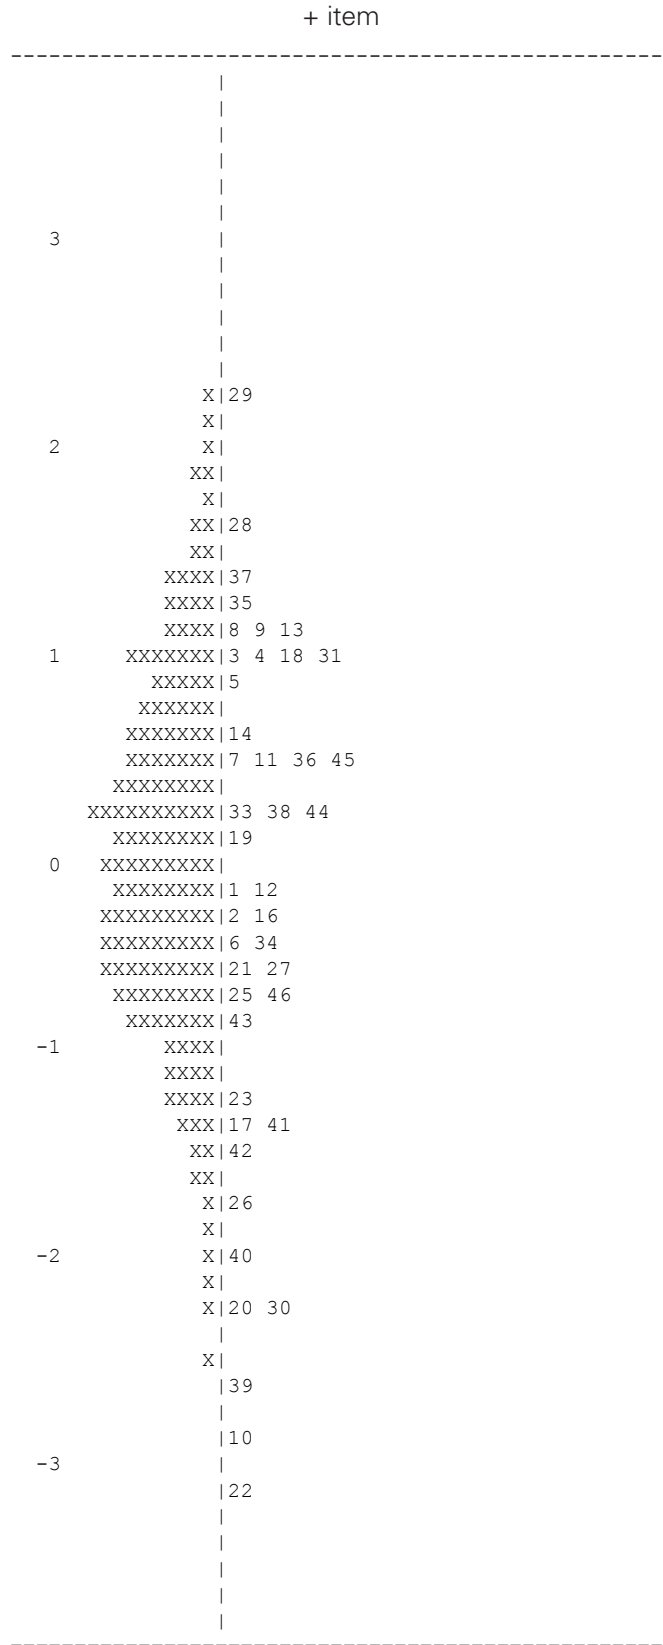 + item
--------------------------------------------------
|
|
|
|
|
|
3 |
|
|
|
|
|
X|29
X|
2 X|
XX|
X|
XX|28
XX|
XXXX|37
XXXX|35
XXXX|8 9 13
1 XXXXXXX|3 4 18 31
XXXXX|5
XXXXXX|
XXXXXXX|14
XXXXXXX|7 11 36 45
XXXXXXXX|
XXXXXXXXXX|33 38 44
XXXXXXXX|19
0 XXXXXXXXX|
XXXXXXXX|1 12
XXXXXXXXX|2 16
XXXXXXXXX|6 34
XXXXXXXXX|21 27
XXXXXXXX|25 46
XXXXXXX|43
-1 XXXX|
XXXX|
XXXX|23
XXX|17 41
XX|42
XX|
X|26
X|
-2 X|40
X|
X|20 30
|
X|
|39
|
|10
-3 |
|22
|
|
|
|
|
--------------------------------------------------